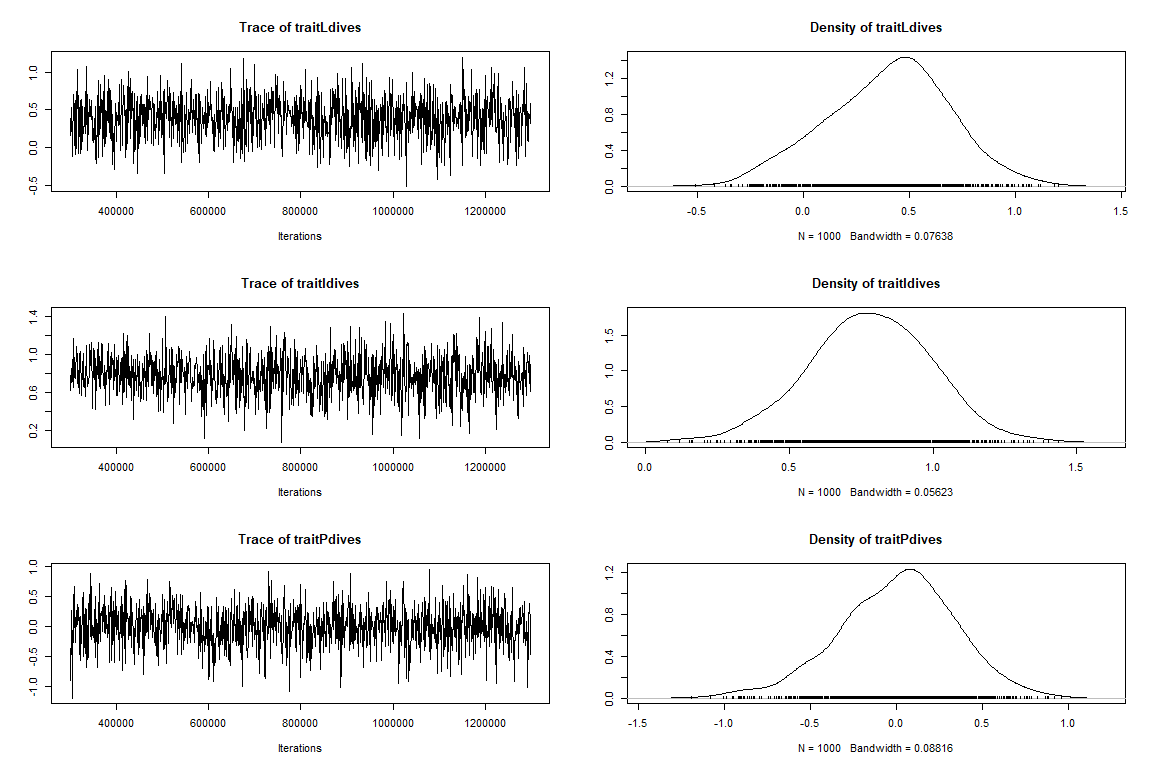 Trace of traitLdives
Density of traitLdives
-0.5 0.0 0.5 1.0
400000 600000 800000 1000000 1200000
Iterations
0.0 0.4 0.8 1.2
-0.5 0.0 0.5 1.0 1.5
N = 1000 Bandwidth = 0.07638
Trace of traitIdives
Density of traitIdives
0.2 0.6 1.0 1.4
400000 600000 800000 1000000 1200000
Iterations
0.0 0.5 1.0 1.5
0.0 0.5 1.0 1.5
N = 1000 Bandwidth = 0.05623
Trace of traitPdives
Density of traitPdives
-1.0 -0.5 0.0 0.5 1.0
400000 600000 800000 1000000 1200000
Iterations
0.0 0.4 0.8 1.2
-1.5 -1.0 -0.5 0.0 0.5 1.0
N = 1000 Bandwidth = 0.08816